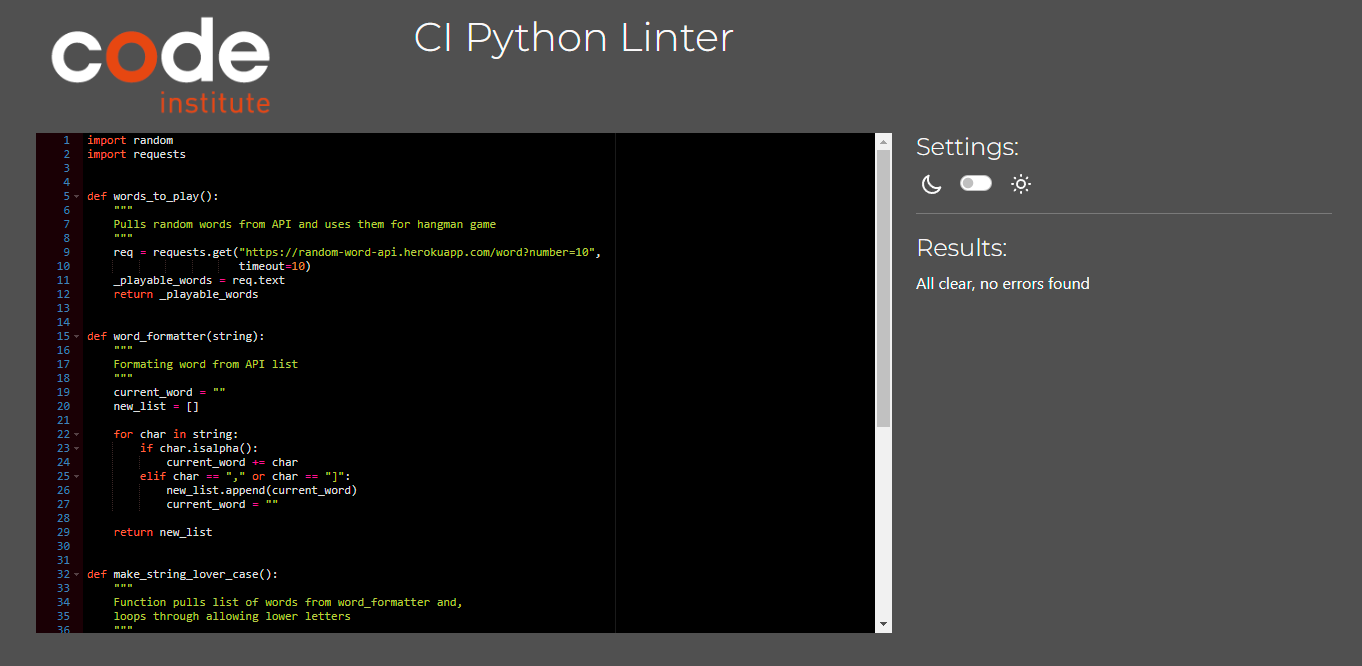 code
institute
CI Python Linter
1 import random
2 import requests
3
4
5 def words_to_play():
6 """
7 Pulls random words from API and uses them for hangman game
8 """
9 req = requests.get("https://random-word-api.herokuapp.com/word?number=10",
10 timeout=10)
11 _playable_words = req.text
12 return _playable_words
13
14
15 def word_formatter(string):
16 """
17 Formating word from API list
18 """
19 current_word = ""
20 new_list = []
21
22 for char in string:
23 if char.isalpha():
24 current_word += char
25 elif char == "," or char == "]":
26 new_list.append(current_word)
27 current_word = ""
28
29 return new_list
30
31
32 def make_string_lover_case():
33 """
34 Function pulls list of words from word_formatter and,
35 loops through allowing lower letters
36 """
Settings:
Results:
All clear, no errors found